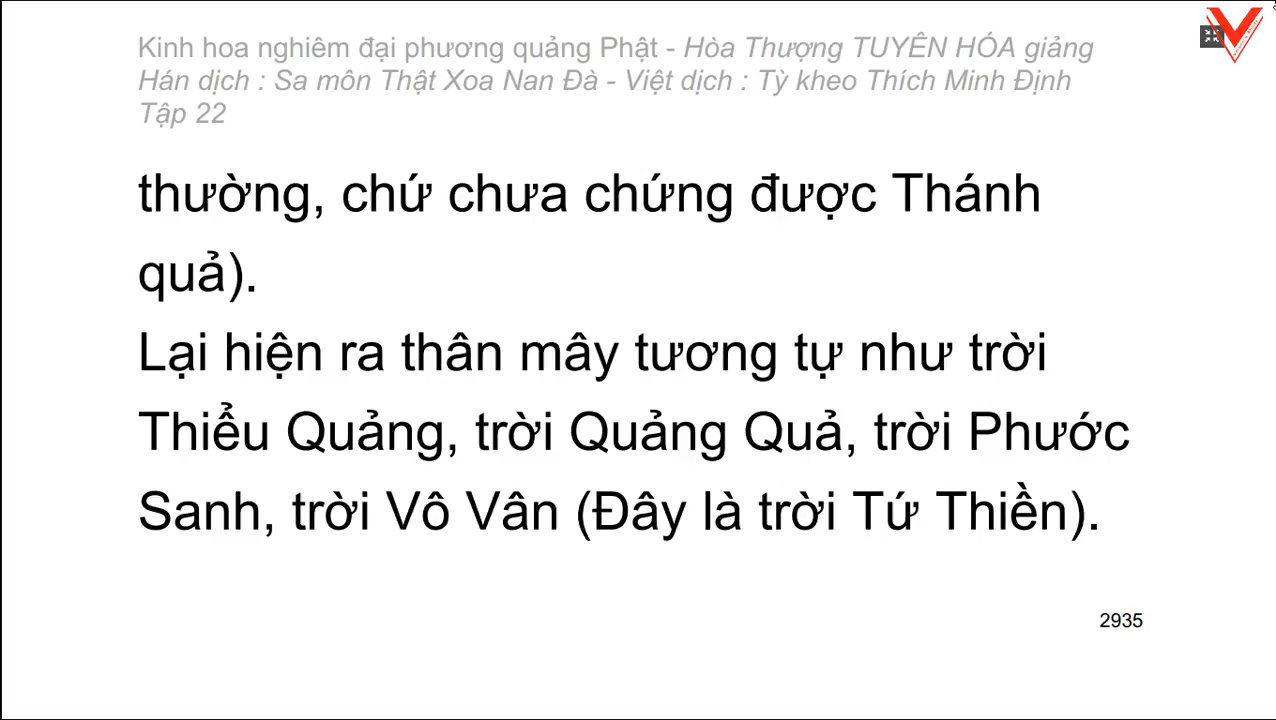 Kinh hoa nghiêm đại phương quảng Phật - Hòa Thượng TUYÊN HÓA giảng
Hán dịch : Sa môn Thật Xoa Nan Đà - Việt dịch : Tỳ kheo Thích Minh Định
Tập 22
thường, chứ chưa chứng được Thánh
quả).
Lại hiện ra thân mây tương tự như trời
Thiểu Quảng, trời Quảng Quả, trời Phước
Sanh, trời Vô Vân (Đây là trời Tứ Thiền).
2935